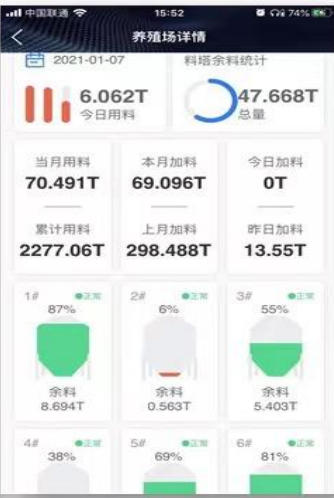 中国联通 15:52 74%
养殖场详情
2021-01-07 料塔余料统计
6.062T 47.668T
今日用料 总量
当月用料 本月加料 今日加料
70.491T 69.096T 0T
累计用料 上月加料 昨日加料
2277.06T 298.488T 13.55T
1# 正常 2# 正常 3# 正常
87% 6% 55%
余料 余料 余料
8.694T 0.563T 5.403T
4# 正常 5# 正常 6# 正常
38% 69% 81%